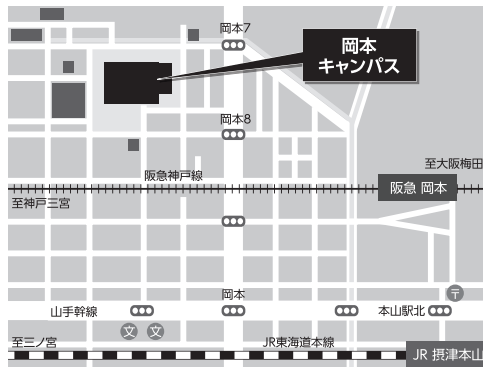 岡本7
岡本
キャンパス
岡本8
至大阪梅田
阪急神戸線
阪急 岡本
至神戸三宮
岡本
〒
山手幹線
本山駅北
文
文
至三ノ宮
JR東海道本線
JR 摂津本山